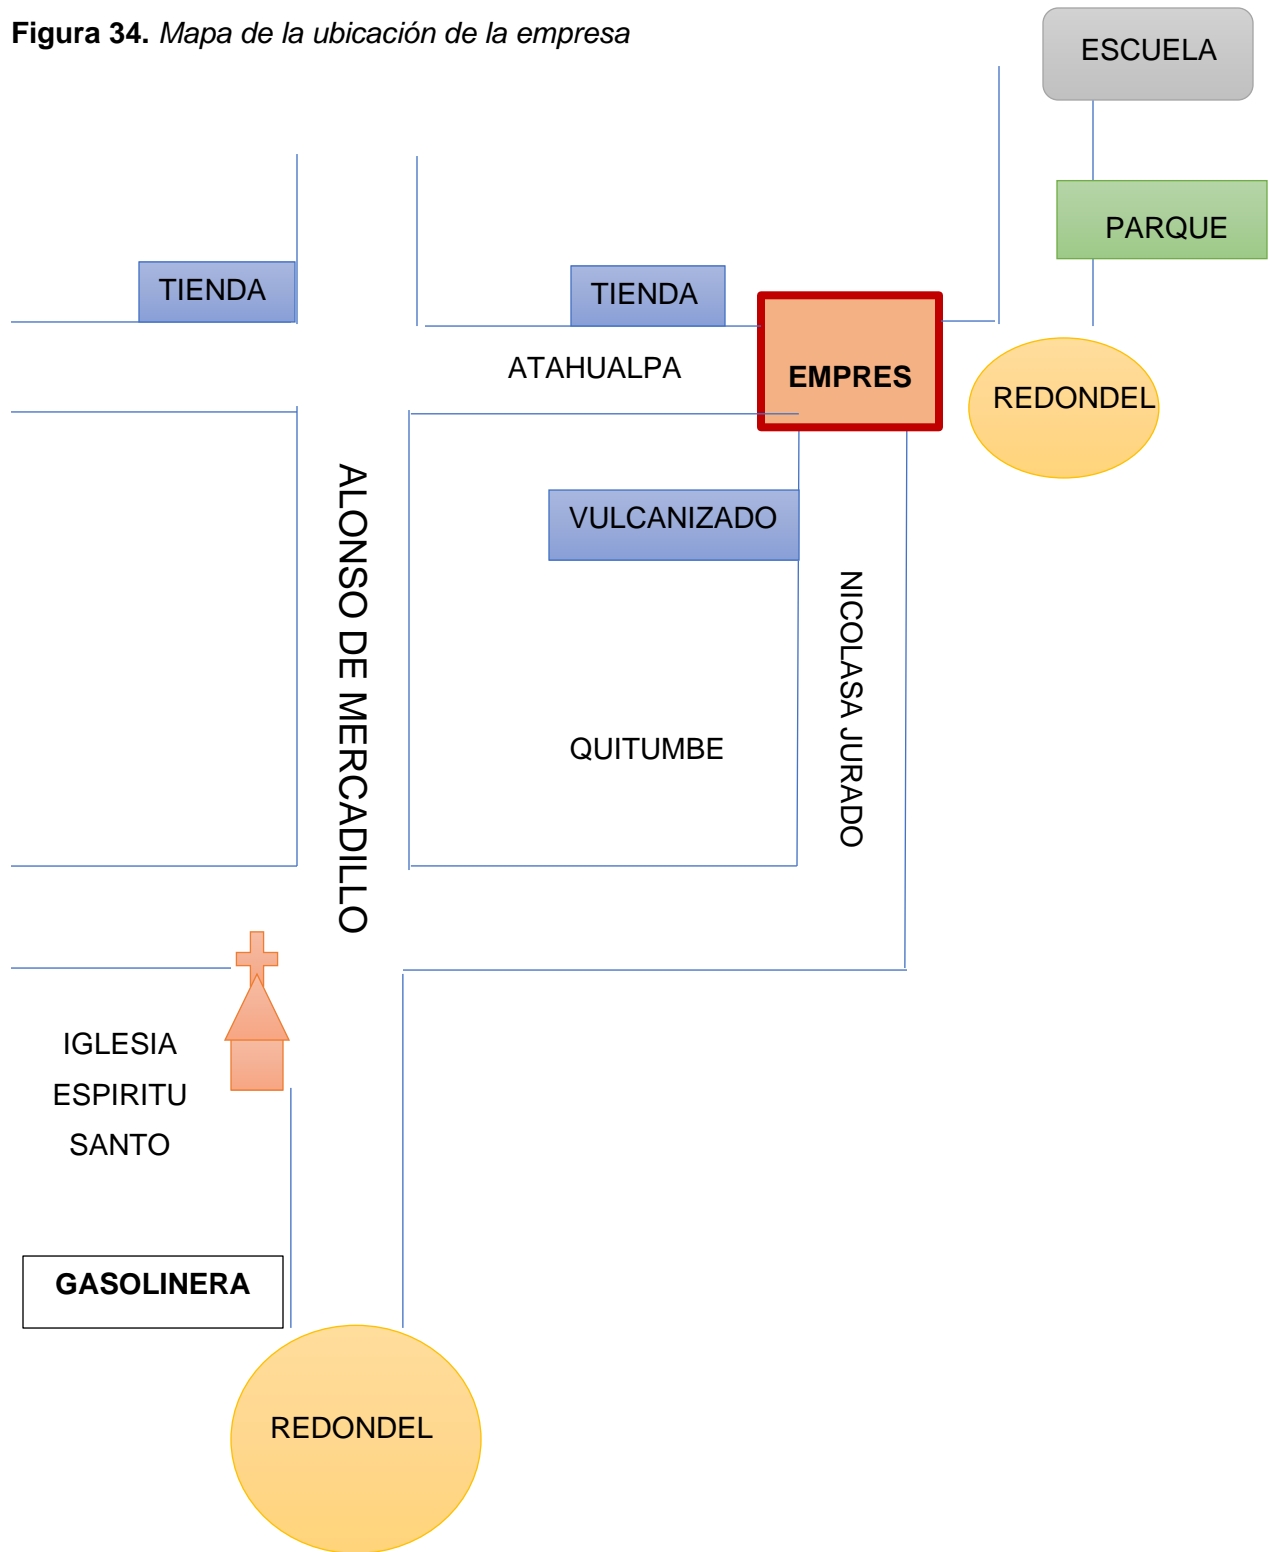 Figura 34. Mapa de la ubicación de la empresa
ESCUELA
PARQUE
TIENDA
TIENDA
ATAHUALPA
EMPRES
REDONDEL
VULCANIZADO
ALONSO DE MERCADILLO
NICOLASA JURADO
QUITUMBE
IGLESIA
ESPIRITU
SANTO
GASOLINERA
REDONDEL